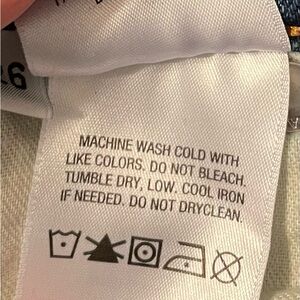 MACHINE WASH COLD WITH
LIKE COLORS. DO NOT BLEACH.
TUMBLE DRY, LOW. COOL IRON
IF NEEDED. DO NOT DRYCLEAN.